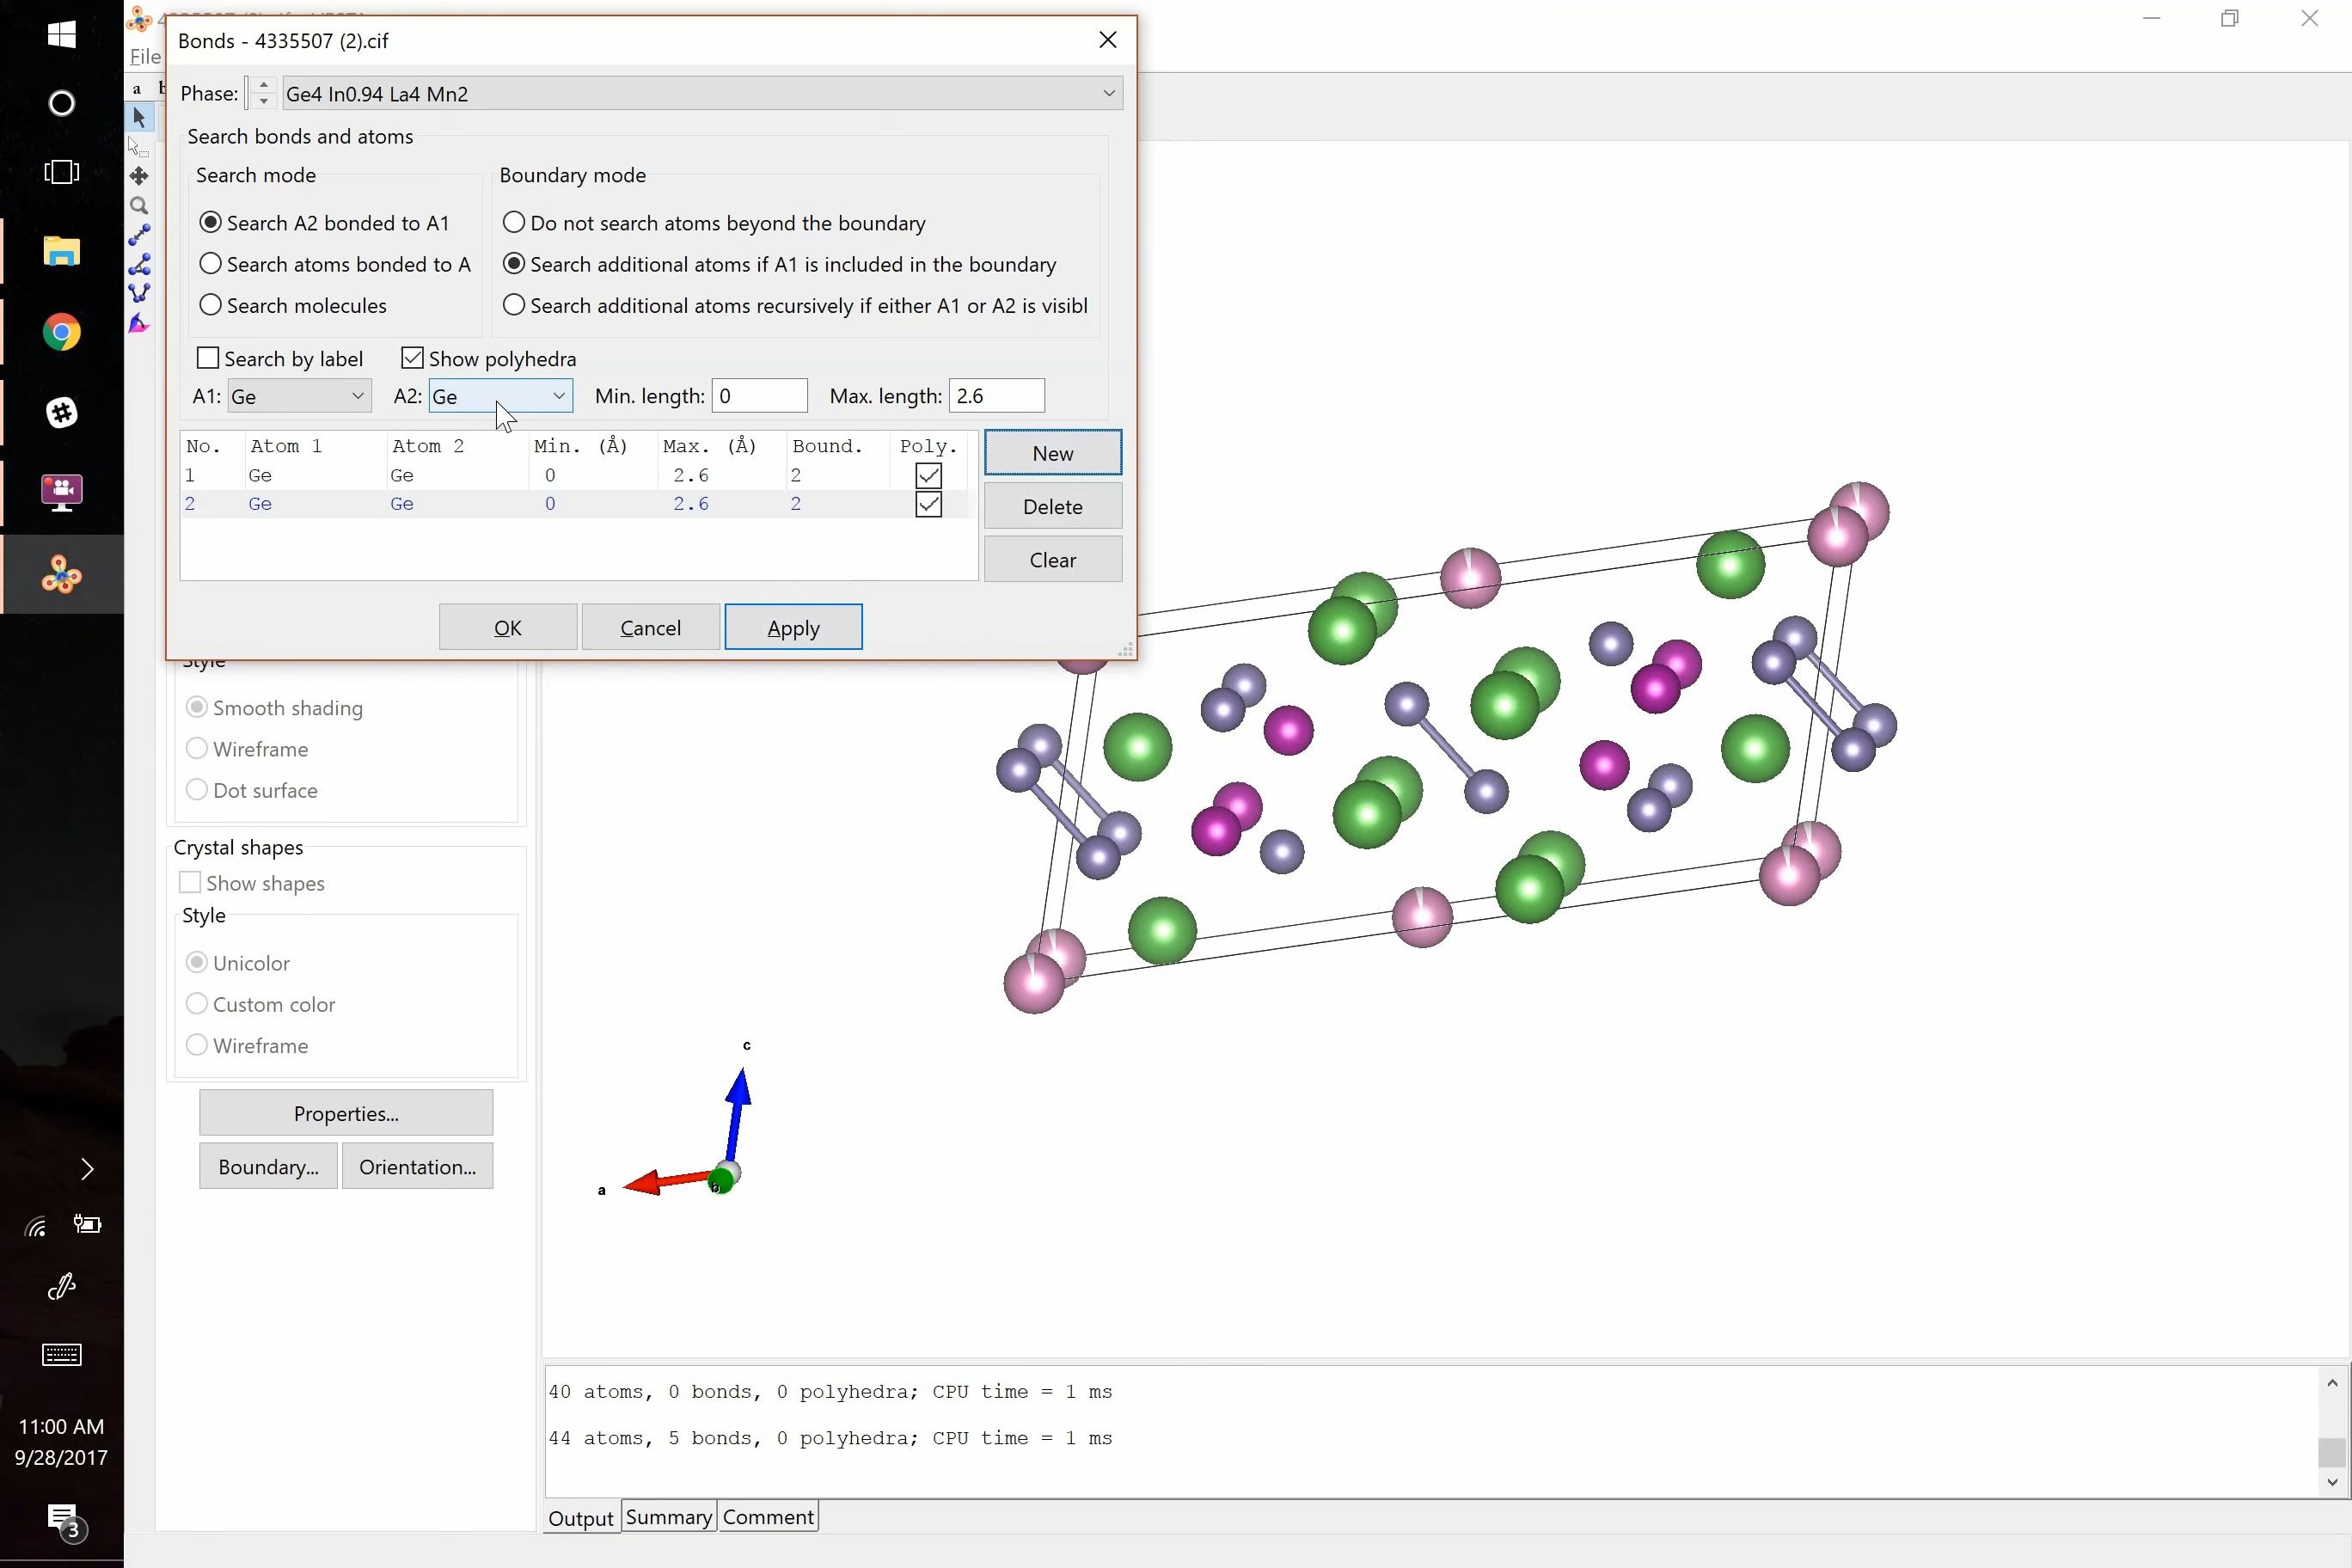 Bonds - 4335507 (2).cif
File
a b
Phase: Ge4 In0.94 La4 Mn2
Search bonds and atoms
Search mode
Search A2 bonded to A1
Search atoms bonded to A
Search molecules
Boundary mode
Do not search atoms beyond the boundary
Search additional atoms if A1 is included in the boundary
Search additional atoms recursively if either A1 or A2 is visibl
Search by label Show polyhedra
A1: Ge A2: Ge Min. length: 0 Max. length: 2.6
No. Atom 1 Atom 2 Min. (Å) Max. (Å) Bound. Poly.
1 Ge Ge 0 2.6 2
2 Ge Ge 0 2.6 2
New
Delete
Clear
OK Cancel Apply
Style
Smooth shading
Wireframe
Dot surface
Crystal shapes
Show shapes
Style
Unicolor
Custom color
Wireframe
Properties...
Boundary... Orientation...
c
a
b
40 atoms, 0 bonds, 0 polyhedra; CPU time = 1 ms
44 atoms, 5 bonds, 0 polyhedra; CPU time = 1 ms
Output Summary Comment
11:00 AM
9/28/2017
3